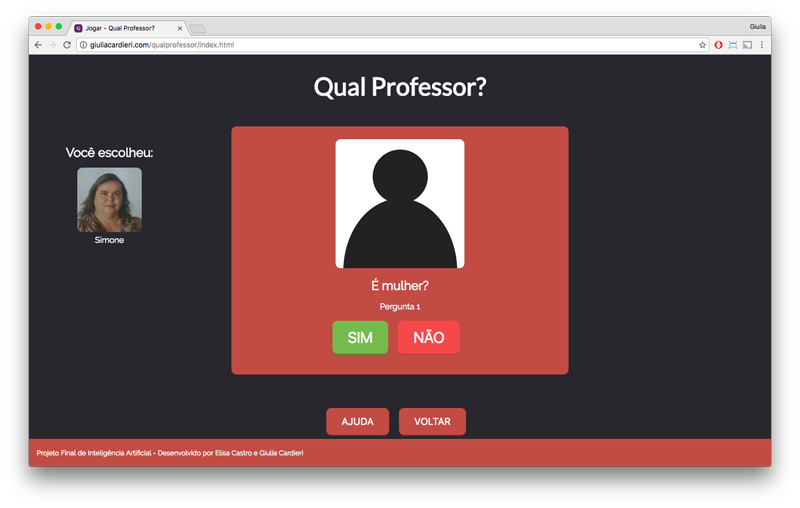 Jogar - Qual Professor?
Giulia
giuliacardieri.com/qualprofessor/index.html
Qual Professor?
Você escolheu:
Simone
É mulher?
Pergunta 1
SIM
NÃO
AJUDA
VOLTAR
Projeto Final de Inteligência Artificial - Desenvolvido por Elisa Castro e Giulia Cardieri